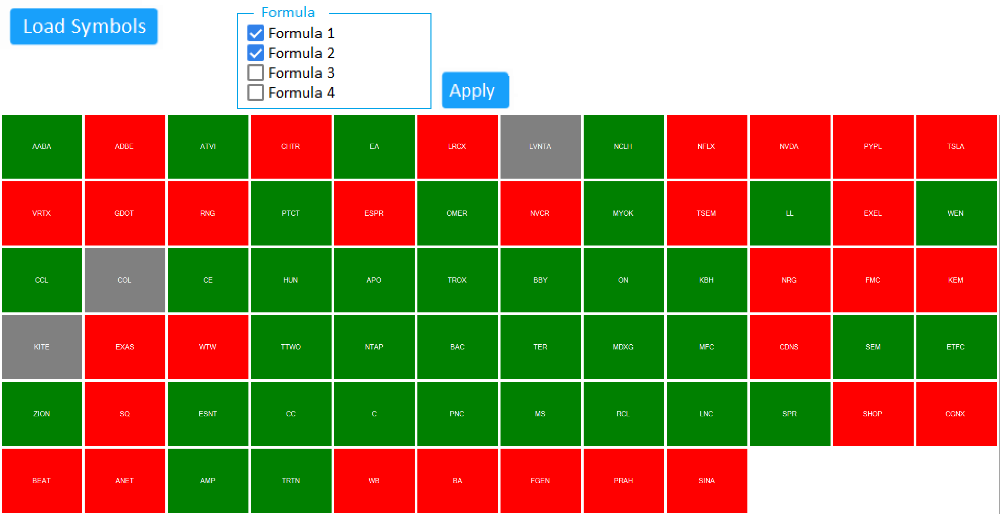 Load Symbols
Formula
Formula 1
Formula 2
Formula 3
Formula 4
Apply
AABA ADBE ATVI CHTR EA LRCX LVNTA NCLH NFLX NVDA PYPL TSLA
VRTX GDOT RNG PTCT ESPR OMER NVCR MYOK TSEM LL EXEL WEN
CCL COL CE HUN APO TROX BBY ON KBH NRG FMC KEM
KITE EXAS WTW TTWO NTAP BAC TER MDXG MFC CDNS SEM ETFC
ZION SQ ESNT CC C PNC MS RCL LNC SPR SHOP CGNX
BEAT ANET AMP TRTN WB BA FGEN PRAH SINA